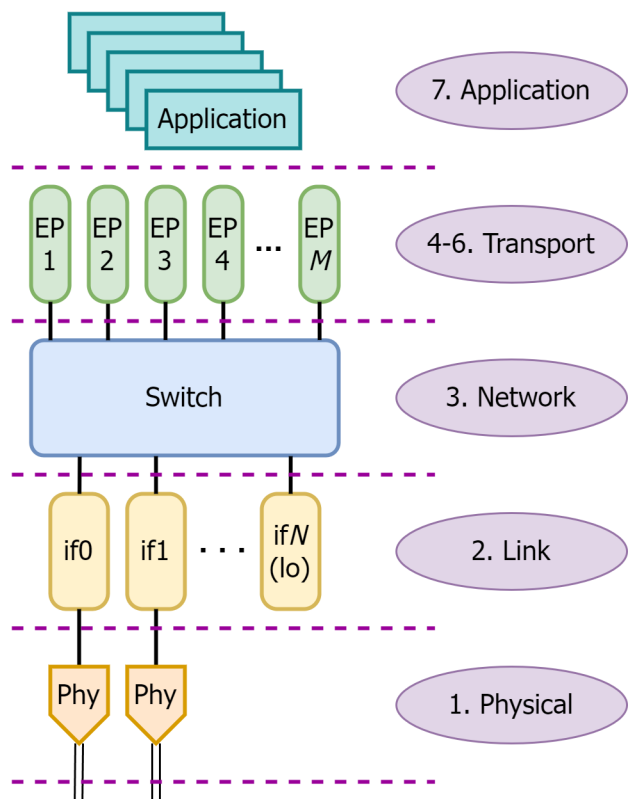 Application
7. Application
EP
1
EP
2
EP
3
EP
4
...
EP
M
4-6. Transport
Switch
3. Network
if0
if1
. . .
ifN
(lo)
2. Link
Phy
Phy
1. Physical